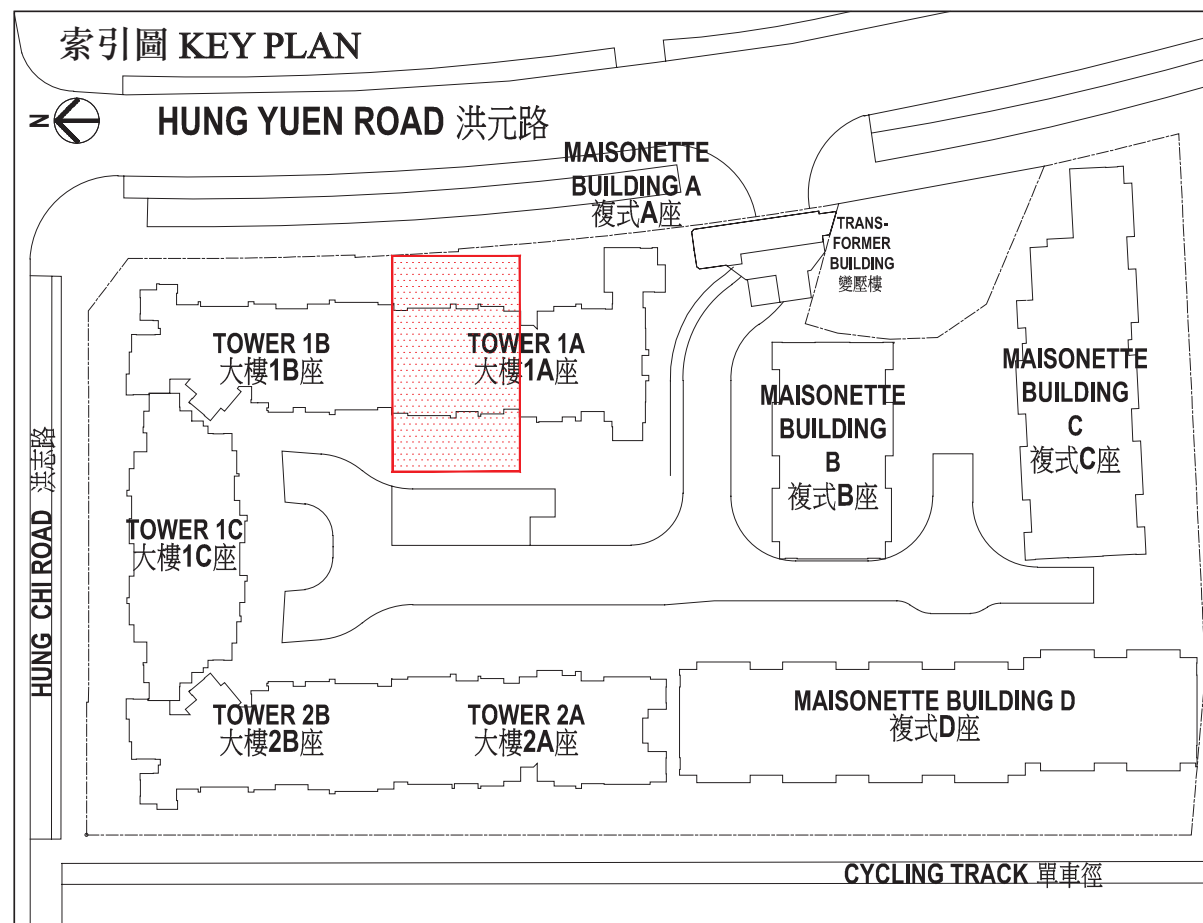 索引圖 KEY PLAN
N
HUNG YUEN ROAD 洪元路
MAISONETTE
BUILDING A
複式A座
TRANS-
FORMER
BUILDING
變壓樓
TOWER 1B
大樓1B座
TOWER 1A
大樓1A座
MAISONETTE
BUILDING
B
複式B座
MAISONETTE
BUILDING
C
複式C座
HUNG CHI ROAD 洪志路
TOWER 1C
大樓1C座
TOWER 2B
大樓2B座
TOWER 2A
大樓2A座
MAISONETTE BUILDING D
複式D座
CYCLING TRACK 單車徑